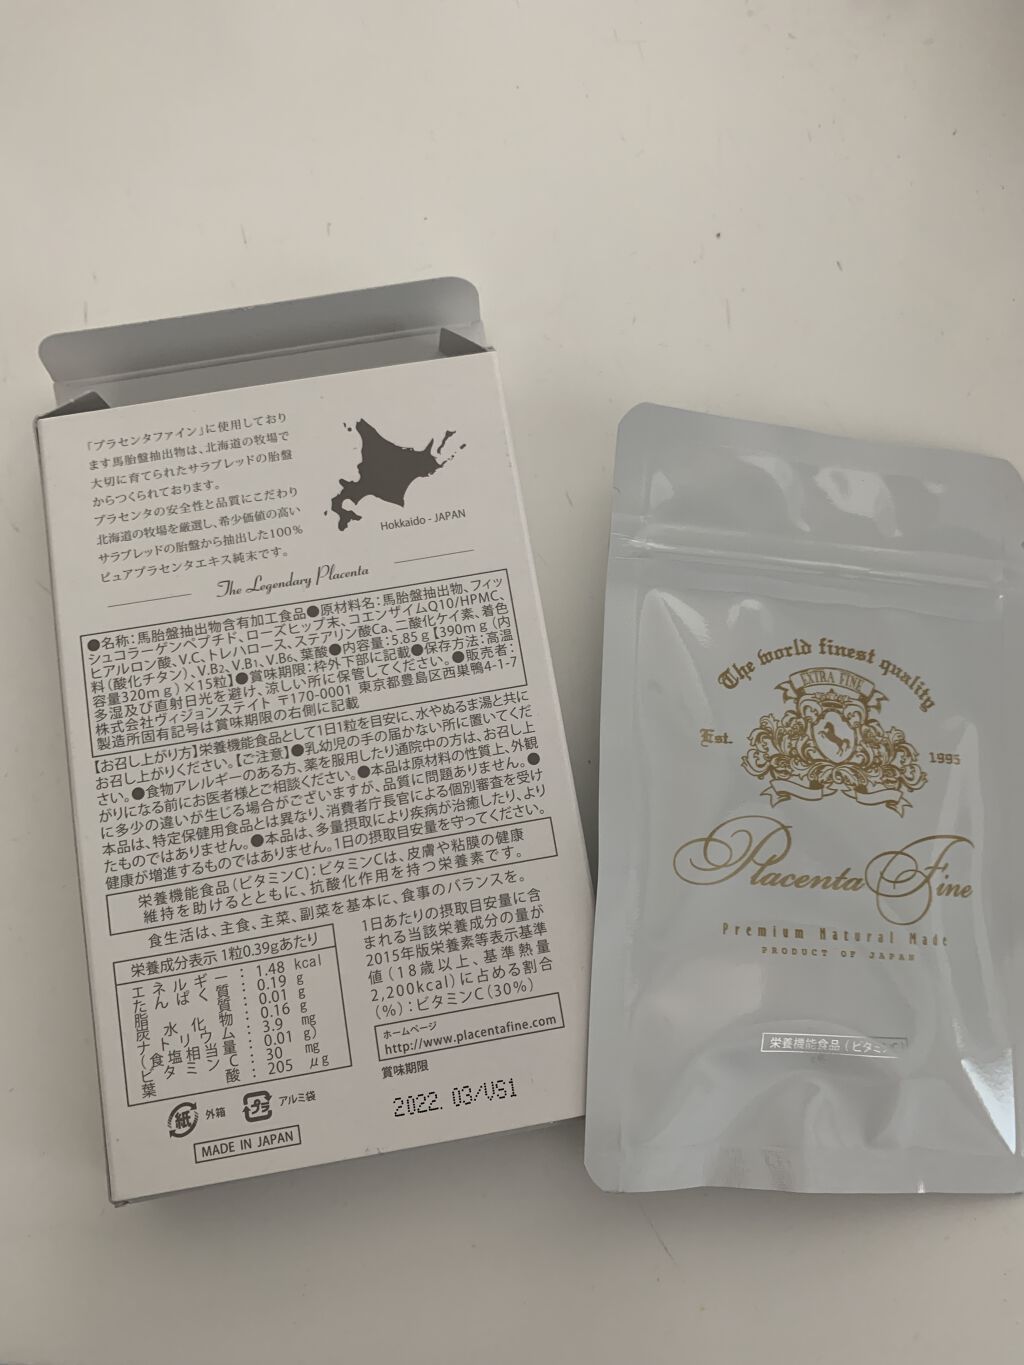 「プラセンタファイン」に使用しており
ます馬胎盤抽出物は、北海道の牧場で
大切に育てられたサラブレッドの胎盤
からつくられております。
プラセンタの安全性と品質にこだわり
北海道の牧場を厳選し、希少価値の高い
サラブレッドの胎盤から抽出した100%
ピュアプラセンタエキス純末です。
Hokkaido - JAPAN
The Legendary Placenta
●名称：馬胎盤抽出物含有加工食品●原材料名：馬胎盤抽出物、フィッ
シュコラーゲンペプチド、ローズヒップ末、コエンザイムQ10/HPMC、
ヒアルロン酸、V.C、トレハロース、ステアリン酸Ca、二酸化ケイ素、着色
料(酸化チタン)、V.B2、V.B1、V.B6、葉酸●内容量：5.85g【390mg(内
容量320mg)×15粒】●賞味期限：枠外下部に記載●保存方法：高温
多湿及び直射日光を避け、涼しい所に保管してください。●販売者：
株式会社ヴィジョンステイト 〒170-0001 東京都豊島区西巣鴨4-1-7
製造所固有記号は賞味期限の右側に記載
【お召し上がり方】栄養機能食品として1日1粒を目安に、水やぬるま湯と共に
お召し上がりください。【ご注意】●乳幼児の手の届かない所に置いてくだ
さい。●食物アレルギーのある方、薬を服用したり通院中の方は、お召し上
がりになる前にお医者様とご相談ください。●本品は原材料の性質上、外観
に多少の違いが生じる場合がございますが、品質に問題ありません。●
本品は、特定保健用食品とは異なり、消費者庁長官による個別審査を受け
たものではありません。●本品は、多量摂取により疾病が治癒したり、より
健康が増進するものではありません。1日の摂取目安量を守ってください。
栄養機能食品(ビタミンC)：ビタミンCは、皮膚や粘膜の健康
維持を助けるとともに、抗酸化作用を持つ栄養素です。
食生活は、主食、主菜、副菜を基本に、食事のバランスを。
栄養成分表示 1粒0.39gあたり
エネルギー：1.48 kcal
たんぱく質：0.19 g
脂質：0.01 g
炭水化物：0.16 g
ナトリウム：3.9 mg
(食塩相当量：0.01 g)
ビタミンC：30 mg
葉酸：205 μg
1日あたりの摂取目安量に含
まれる当該栄養成分の量が
2015年版栄養素等表示基準
値(18歳以上、基準熱量
2,200kcal)に占める割合
(%)：ビタミンC(30%)
ホームページ
http://www.placentafine.com
賞味期限
2022. 03/VS1
紙 外箱
プラ アルミ袋
MADE IN JAPAN
The world finest quality
EXTRA FINE
Est. 1995
Placenta Fine
Premium Natural Made
PRODUCT OF JAPAN
栄養機能食品(ビタミンC)